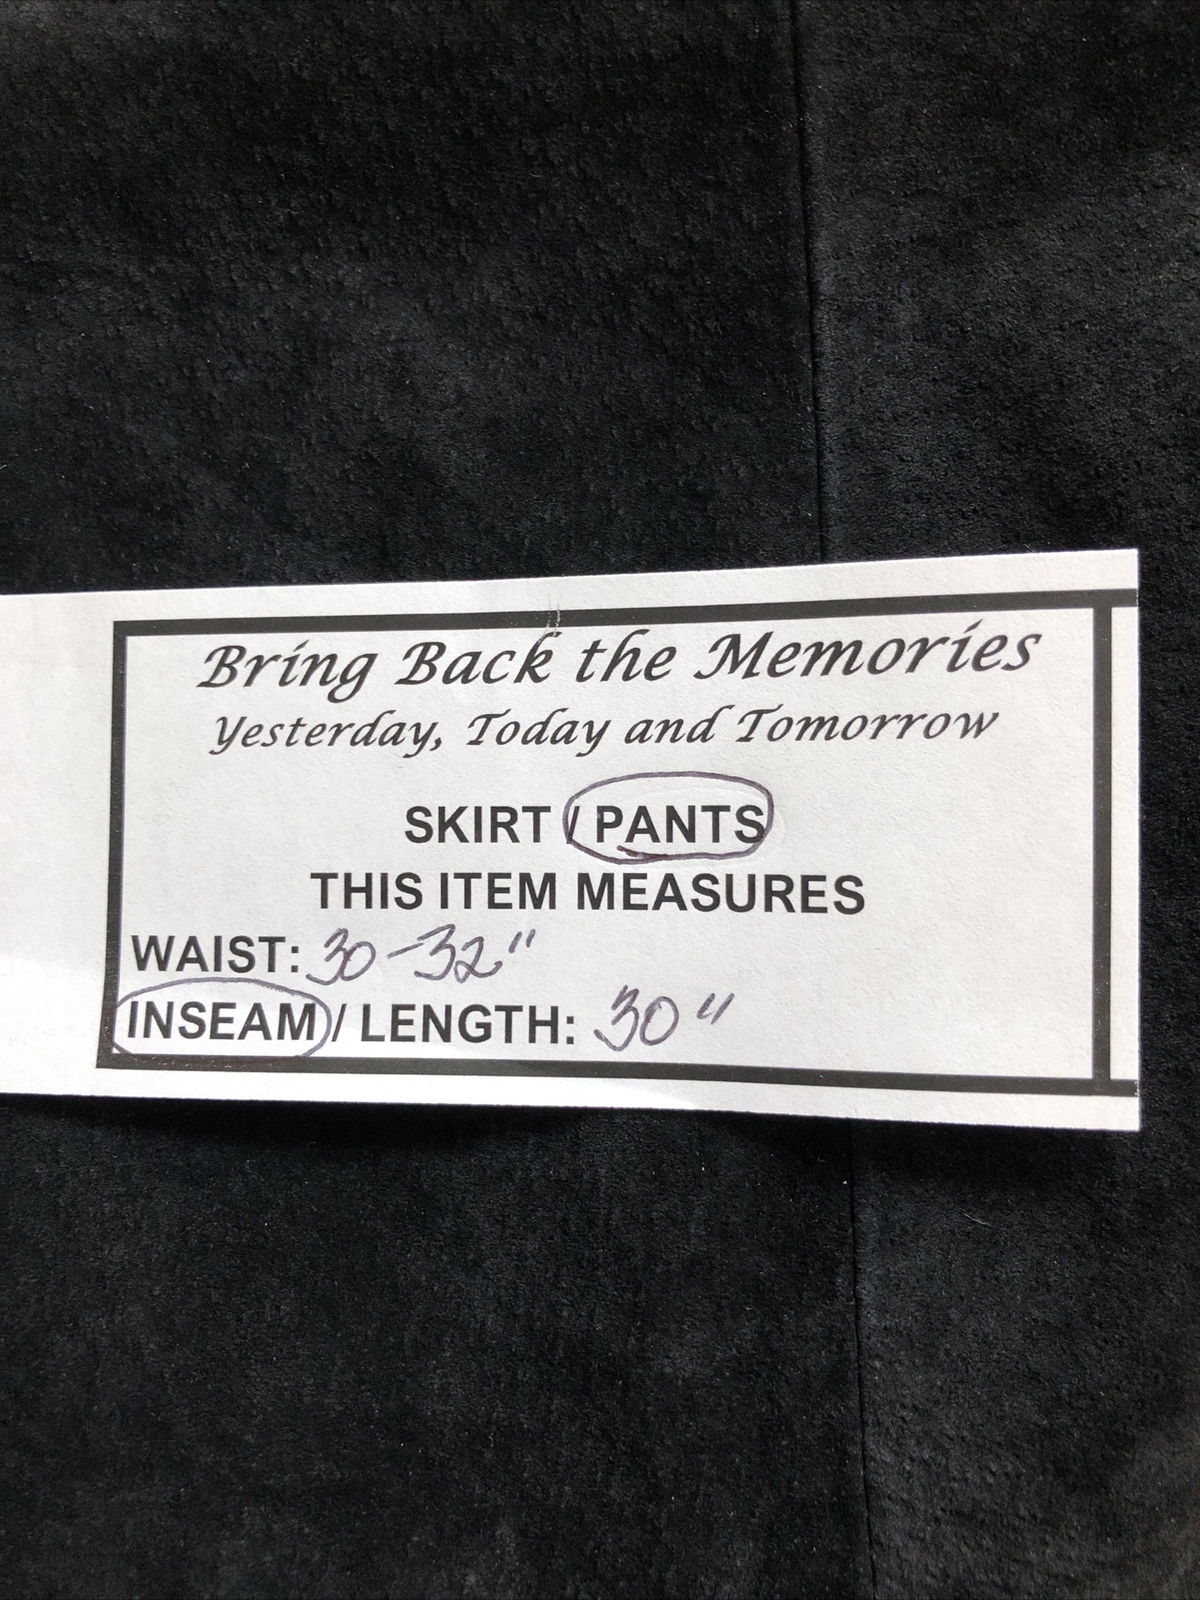 Bring Back the Memories
Yesterday, Today and Tomorrow
SKIRT / PANTS
THIS ITEM MEASURES
WAIST: 30-32"
INSEAM / LENGTH: 30"